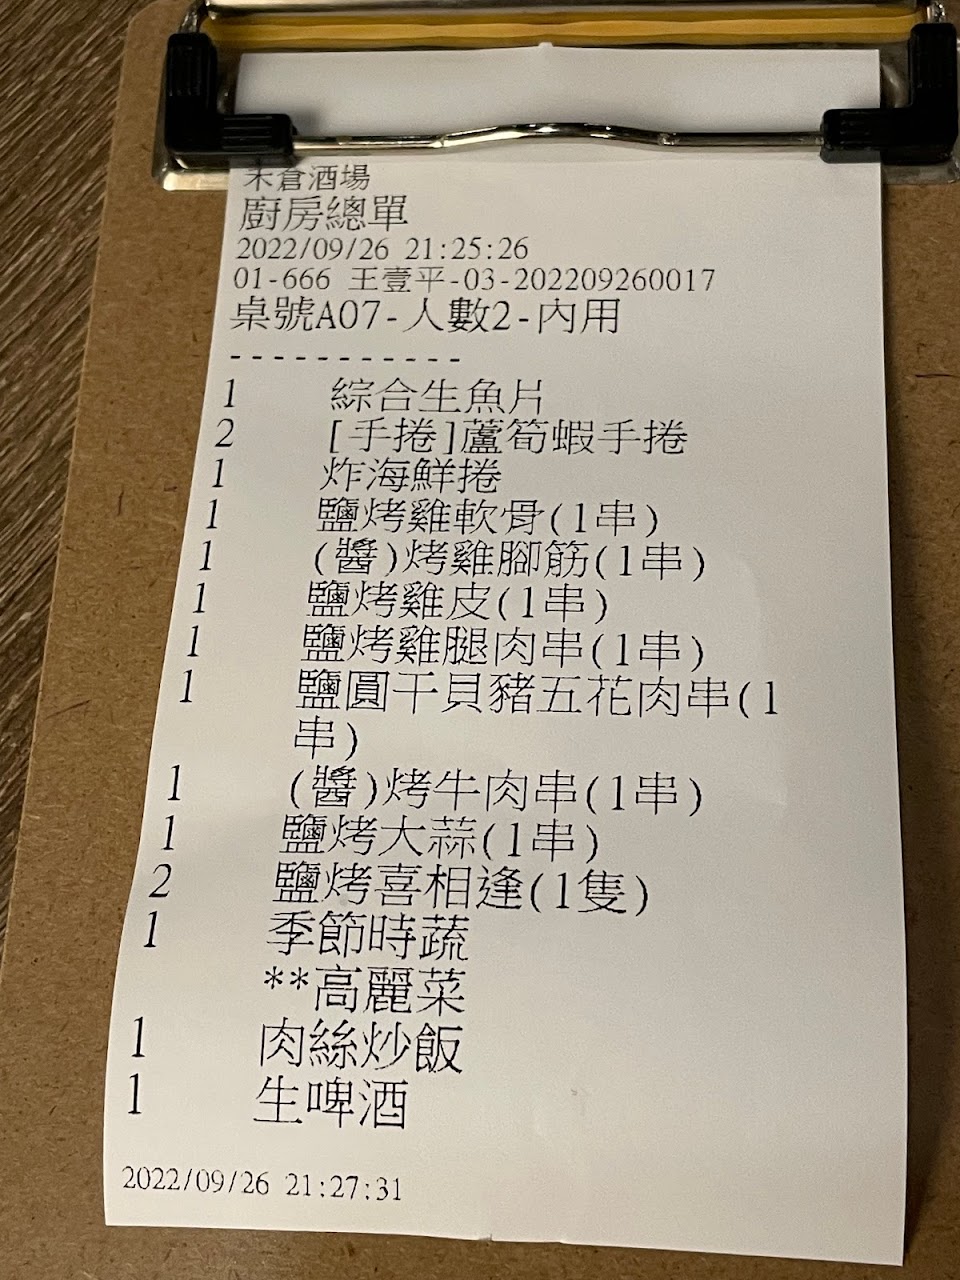 禾倉酒場
廚房總單
2022/09/26 21:25:26
01-666 王壹平-03-202209260017
桌號A07-人數2-內用
-----------
1 綜合生魚片
2 [手捲]蘆筍蝦手捲
1 炸海鮮捲
1 鹽烤雞軟骨(1串)
1 (醬)烤雞腳筋(1串)
1 鹽烤雞皮(1串)
1 鹽烤雞腿肉串(1串)
1 鹽圓干貝豬五花肉串(1
串)
1 (醬)烤牛肉串(1串)
1 鹽烤大蒜(1串)
2 鹽烤喜相逢(1隻)
1 季節時蔬
**高麗菜
1 肉絲炒飯
1 生啤酒
2022/09/26 21:27:31